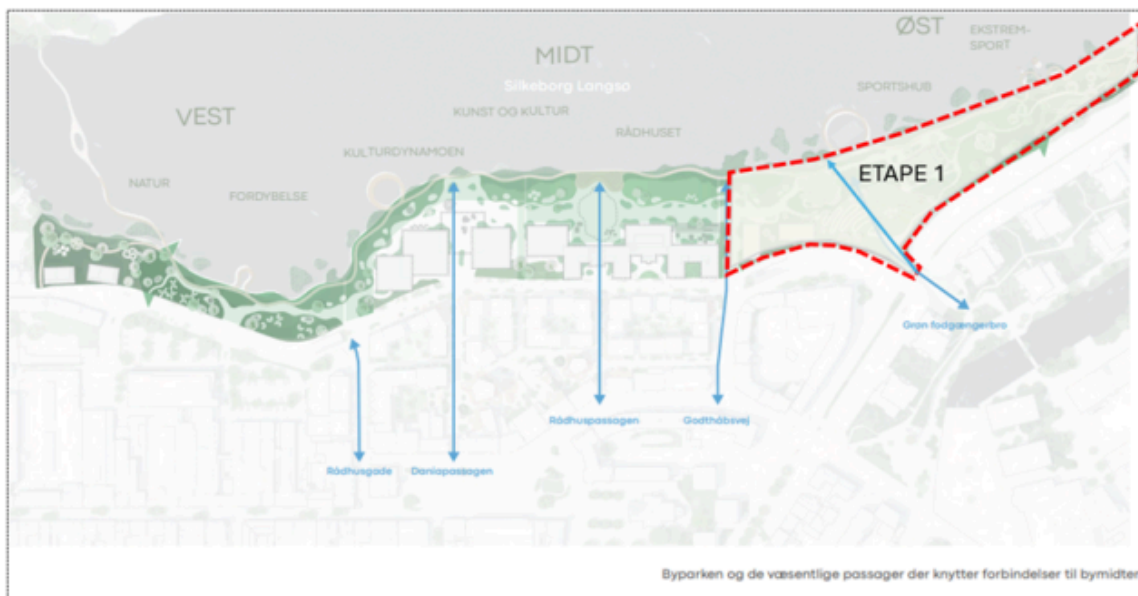 ØST
EKSTREM-
SPORT
MIDT
Silkeborg Langsø
SPORTSHUB
VEST
KUNST OG KULTUR
RÅDHUSET
KULTURDYNAMOEN
NATUR
FORDYBELSE
ETAPE 1
Grøn fodgængerbro
Rådhuspassagen
Godthåbsvej
Rådhusgade
Daniapassagen
Byparken og de væsentlige passager der knytter forbindelser til bymidten